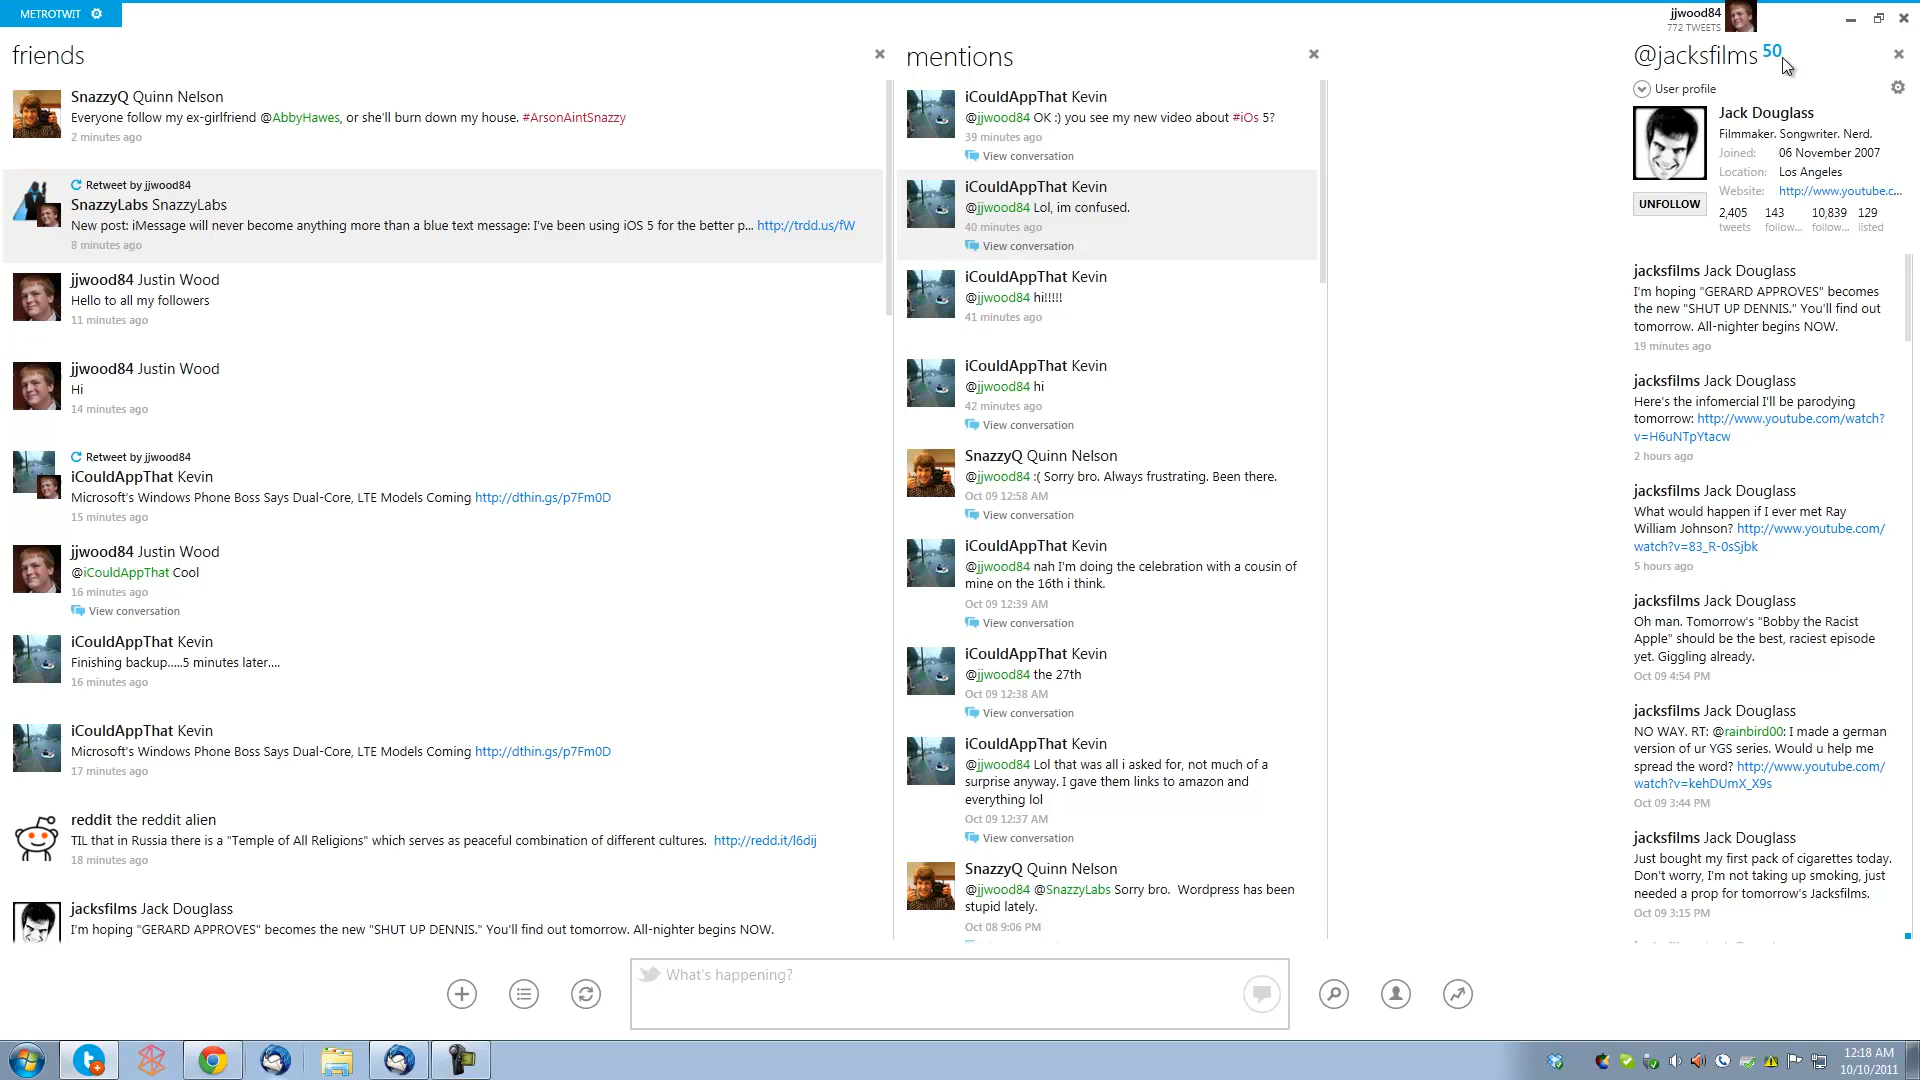 METROTWIT
jjwood84
772 TWEETS
friends
SnazzyQ Quinn Nelson
Everyone follow my ex-girlfriend @AbbyHawes, or she'll burn down my house. #ArsonAintSnazzy
2 minutes ago
Retweet by jjwood84
SnazzyLabs SnazzyLabs
New post: iMessage will never become anything more than a blue text message: I've been using iOS 5 for the better p... http://trdd.us/fW
8 minutes ago
jjwood84 Justin Wood
Hello to all my followers
11 minutes ago
jjwood84 Justin Wood
Hi
14 minutes ago
Retweet by jjwood84
iCouldAppThat Kevin
Microsoft's Windows Phone Boss Says Dual-Core, LTE Models Coming http://dthin.gs/p7Fm0D
15 minutes ago
jjwood84 Justin Wood
@iCouldAppThat Cool
16 minutes ago
View conversation
iCouldAppThat Kevin
Finishing backup.....5 minutes later....
16 minutes ago
iCouldAppThat Kevin
Microsoft's Windows Phone Boss Says Dual-Core, LTE Models Coming http://dthin.gs/p7Fm0D
17 minutes ago
reddit the reddit alien
TIL that in Russia there is a "Temple of All Religions" which serves as peaceful combination of different cultures. http://redd.it/l6dij
18 minutes ago
jacksfilms Jack Douglass
I'm hoping "GERARD APPROVES" becomes the new "SHUT UP DENNIS." You'll find out tomorrow. All-nighter begins NOW.
mentions
iCouldAppThat Kevin
@jjwood84 OK :) you see my new video about #iOs 5?
39 minutes ago
View conversation
iCouldAppThat Kevin
@jjwood84 Lol, im confused.
40 minutes ago
View conversation
iCouldAppThat Kevin
@jjwood84 hi!!!!!
41 minutes ago
iCouldAppThat Kevin
@jjwood84 hi
42 minutes ago
View conversation
SnazzyQ Quinn Nelson
@jjwood84 :( Sorry bro. Always frustrating. Been there.
Oct 09 12:58 AM
View conversation
iCouldAppThat Kevin
@jjwood84 nah I'm doing the celebration with a cousin of
mine on the 16th i think.
Oct 09 12:39 AM
View conversation
iCouldAppThat Kevin
@jjwood84 the 27th
Oct 09 12:38 AM
View conversation
iCouldAppThat Kevin
@jjwood84 Lol that was all i asked for, not much of a
surprise anyway. I gave them links to amazon and
everything lol
Oct 09 12:37 AM
View conversation
SnazzyQ Quinn Nelson
@jjwood84 @SnazzyLabs Sorry bro. Wordpress has been
stupid lately.
Oct 08 9:06 PM
@jacksfilms 50
User profile
Jack Douglass
Filmmaker. Songwriter. Nerd.
Joined: 06 November 2007
Location: Los Angeles
Website: http://www.youtube.c...
UNFOLLOW
2,405 143 10,839 129
tweets follow... follow... listed
jacksfilms Jack Douglass
I'm hoping "GERARD APPROVES" becomes
the new "SHUT UP DENNIS." You'll find out
tomorrow. All-nighter begins NOW.
19 minutes ago
jacksfilms Jack Douglass
Here's the infomercial I'll be parodying
tomorrow: http://www.youtube.com/watch?
v=H6uNTpYtacw
2 hours ago
jacksfilms Jack Douglass
What would happen if I ever met Ray
William Johnson? http://www.youtube.com/
watch?v=83_R-0sSjbk
5 hours ago
jacksfilms Jack Douglass
Oh man. Tomorrow's "Bobby the Racist
Apple" should be the best, raciest episode
yet. Giggling already.
Oct 09 4:54 PM
jacksfilms Jack Douglass
NO WAY. RT: @rainbird00: I made a german
version of ur YGS series. Would u help me
spread the word? http://www.youtube.com/
watch?v=kehDUmX_X9s
Oct 09 3:44 PM
jacksfilms Jack Douglass
Just bought my first pack of cigarettes today.
Don't worry, I'm not taking up smoking, just
needed a prop for tomorrow's Jacksfilms.
Oct 09 3:15 PM
What's happening?
12:18 AM
10/10/2011